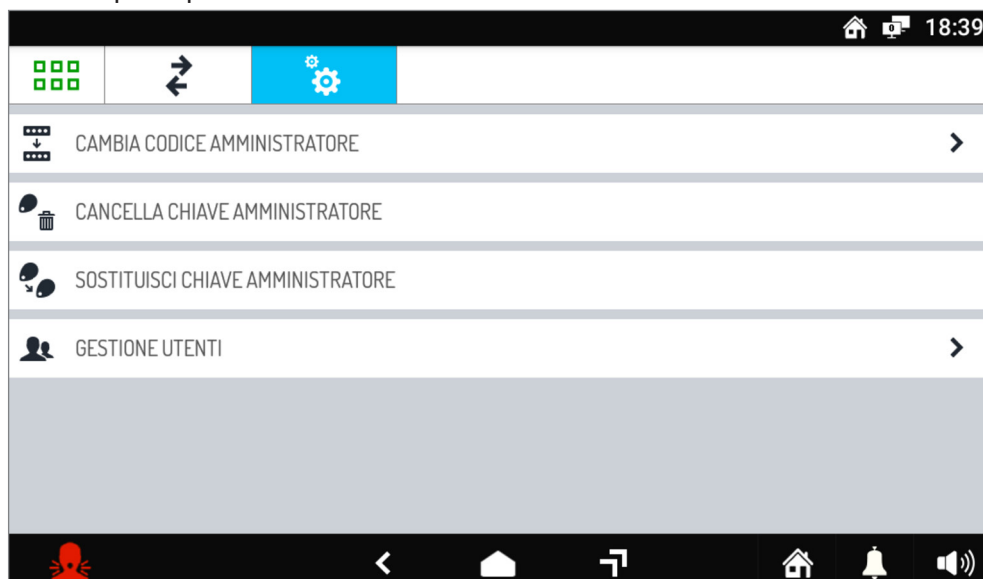 18:39
CAMBIA CODICE AMMINISTRATORE
CANCELLA CHIAVE AMMINISTRATORE
SOSTITUISCI CHIAVE AMMINISTRATORE
GESTIONE UTENTI